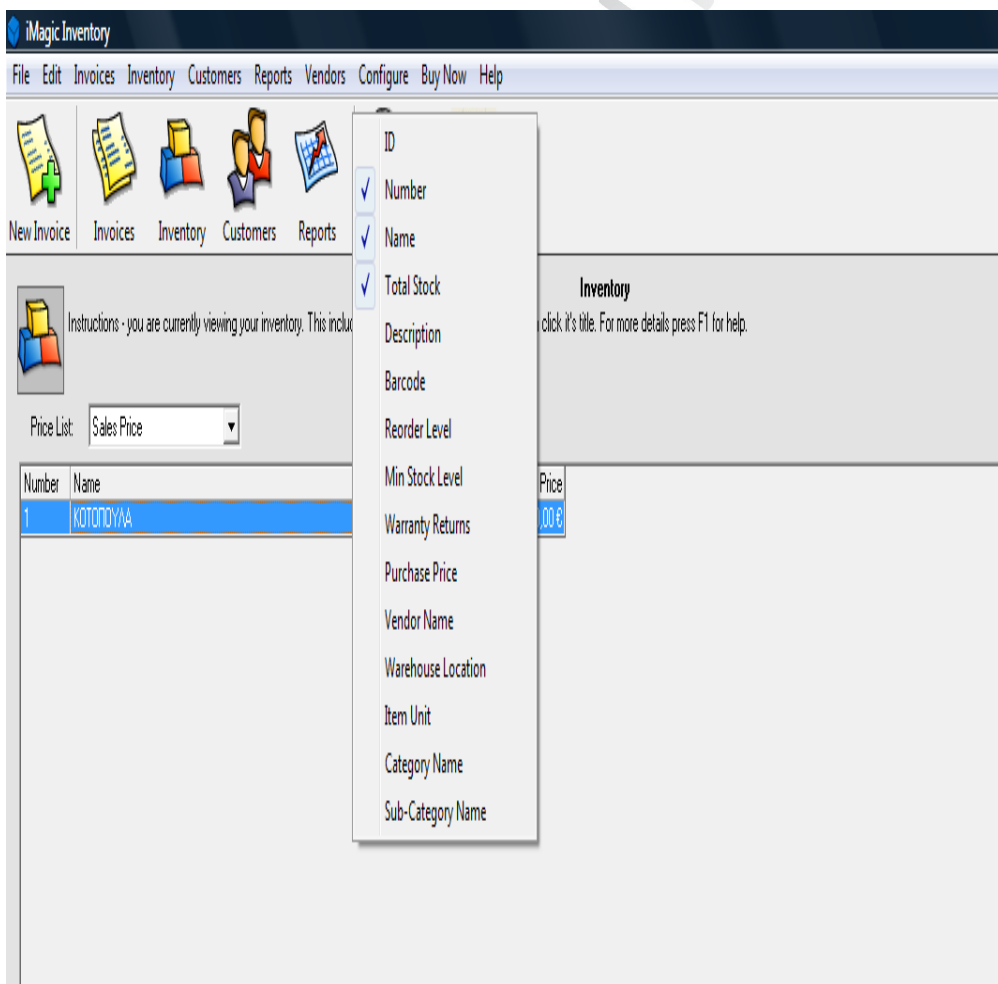 iMagic Inventory
File Edit Invoices Inventory Customers Reports Vendors Configure Buy Now Help
New Invoice Invoices Inventory Customers Reports
ID
Number
Name
Total Stock
Description
Barcode
Reorder Level
Min Stock Level
Warranty Returns
Purchase Price
Vendor Name
Warehouse Location
Item Unit
Category Name
Sub-Category Name
Inventory
Instructions - you are currently viewing your inventory. This click it's title. For more details press F1 for help.
Price List: Sales Price
Number Name Price
1 ΚΟΤΟΠΟΥΛΑ ,00 €